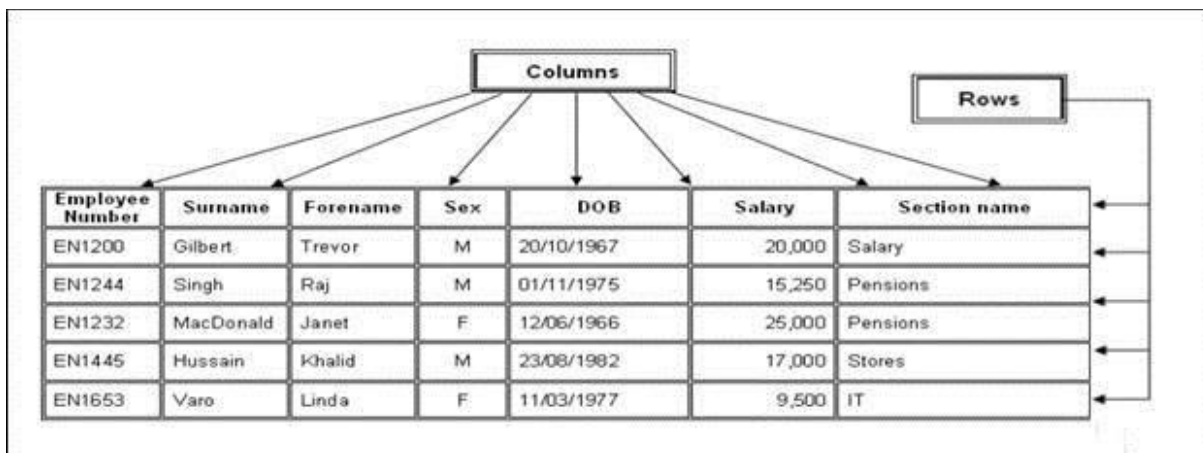 Columns
Rows
Employee Number Surname Forename Sex DOB Salary Section name
EN1200 Gilbert Trevor M 20/10/1967 20,000 Salary
EN1244 Singh Raj M 01/11/1975 15,250 Pensions
EN1232 MacDonald Janet F 12/06/1966 25,000 Pensions
EN1445 Hussain Khalid M 23/08/1982 17,000 Stores
EN1653 Varo Linda F 11/03/1977 9,500 IT